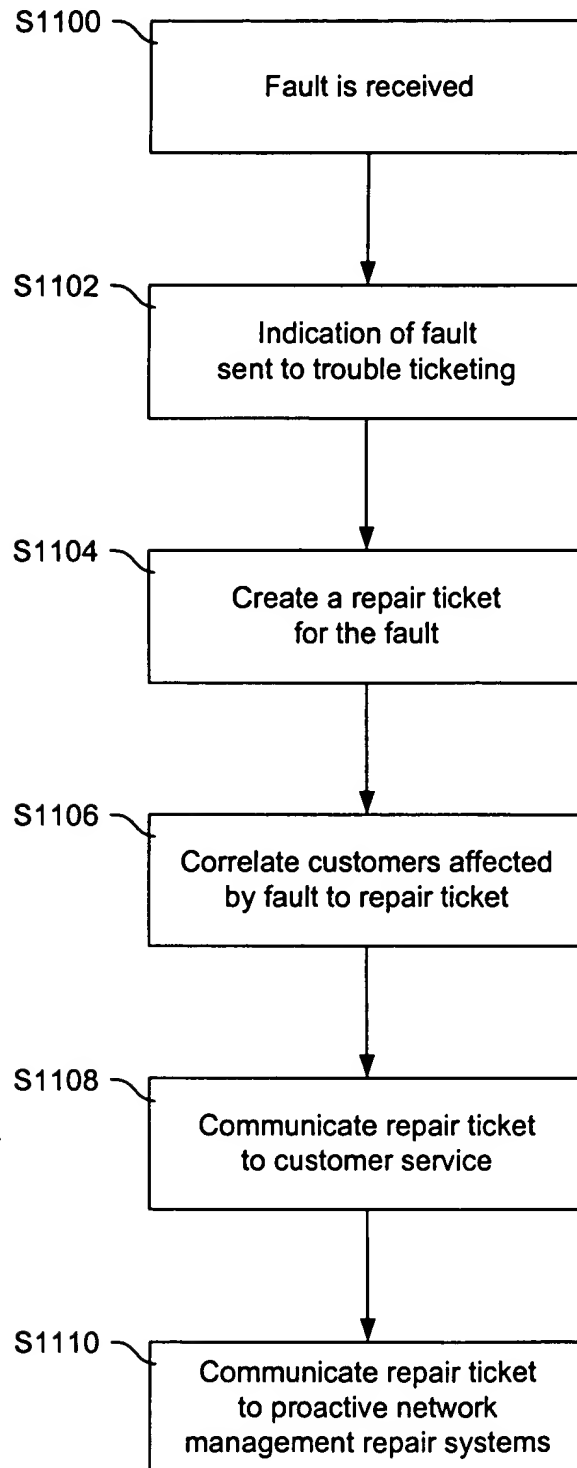 S1100
Fault is received
S1102
Indication of fault
sent to trouble ticketing
S1104
Create a repair ticket
for the fault
S1106
Correlate customers affected
by fault to repair ticket
S1108
Communicate repair ticket
to customer service
S1110
Communicate repair ticket
to proactive network
management repair systems